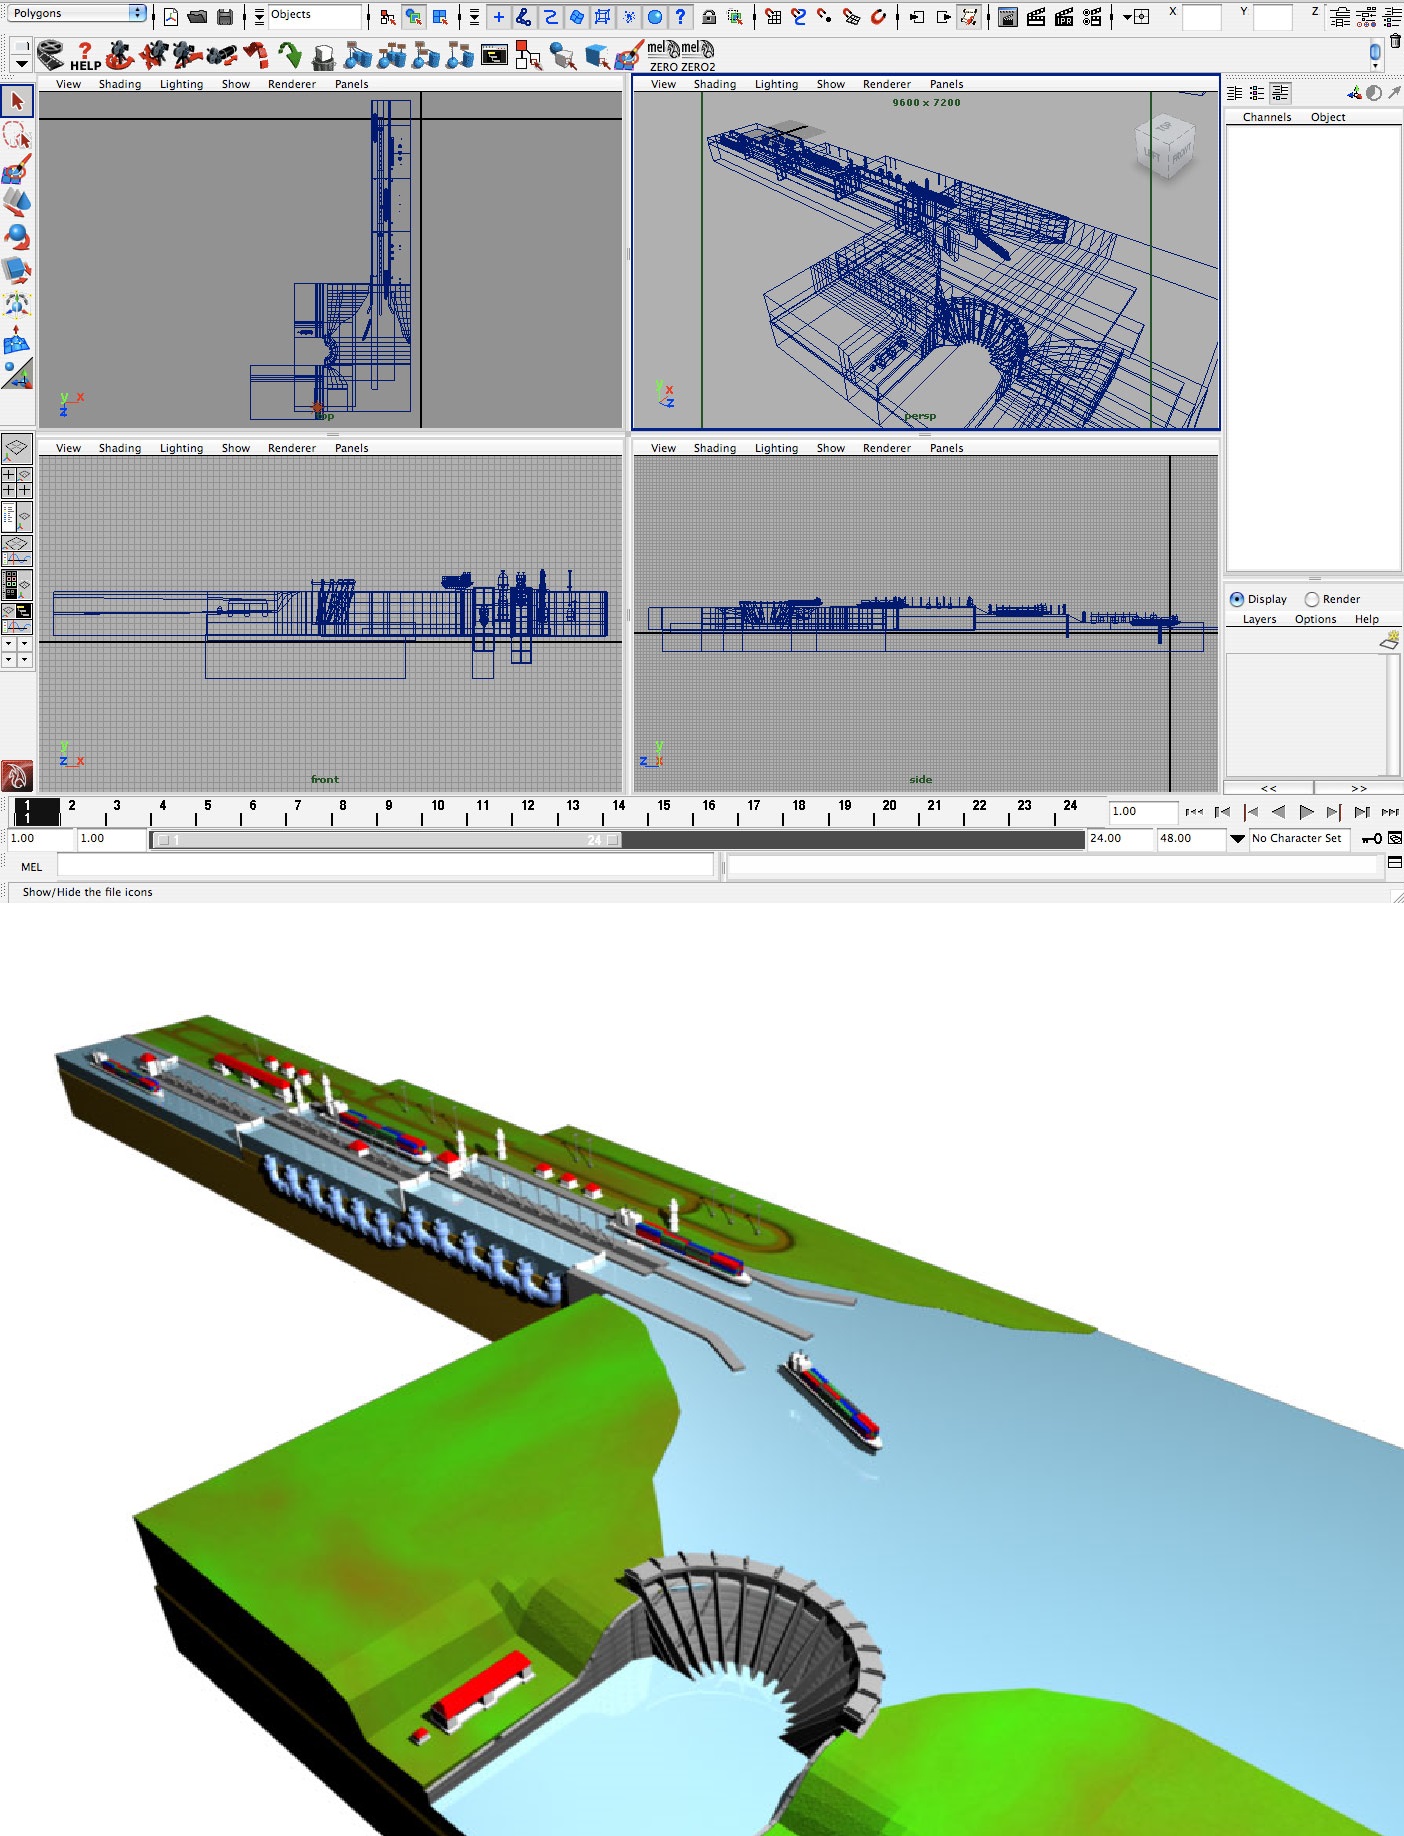 Polygons
Objects
X Y Z
HELP
mel mel
ZERO ZERO2
View Shading Lighting Show Renderer Panels
View Shading Lighting Show Renderer Panels
Channels Object
9600 x 7200
y x
z
top
y x
z
persp
View Shading Lighting Show Renderer Panels
View Shading Lighting Show Renderer Panels
Display Render
Layers Options Help
y
z x
front
y
z x
side
<< >>
1 2 3 4 5 6 7 8 9 10 11 12 13 14 15 16 17 18 19 20 21 22 23 24
1
1.00
1.00 1.00 1 24 24.00 48.00 No Character Set
MEL
Show/Hide the file icons